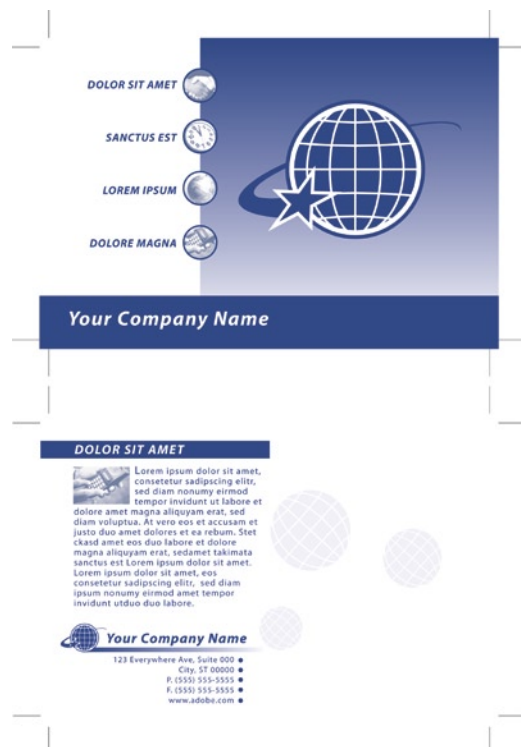 DOLOR SIT AMET
SANCTUS EST
LOREM IPSUM
DOLORE MAGNA
Your Company Name
DOLOR SIT AMET
Lorem ipsum dolor sit amet,
consetetur sadipscing elitr,
sed diam nonumy eirmod
tempor invidunt ut labore et
dolore amet magna aliquyam erat, sed
diam voluptua. At vero eos et accusam et
justo duo amet dolores et ea rebum. Stet
ckasd amet eos duo labore et dolore
magna aliquyam erat, sedamet takimata
sanctus est Lorem ipsum dolor sit amet.
Lorem ipsum dolor sit amet, eos
consetetur sadipscing elitr, sed diam
ipsum nonumy eirmod amet tempor
invidunt utduo duo labore.
Your Company Name
123 Everywhere Ave, Suite 000
City, ST 00000
P. (555) 555-5555
F. (555) 555-5555
www.adobe.com